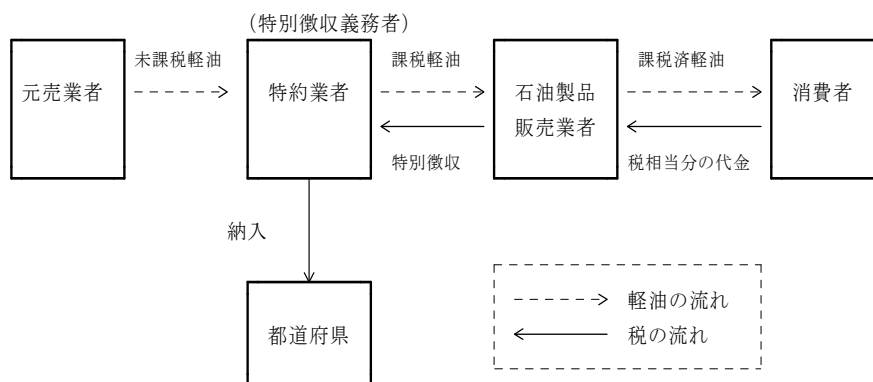 （特別徴収義務者）
元売業者
未課税軽油
特約業者
課税軽油
石油製品
販売業者
課税済軽油
消費者
特別徴収
税相当分の代金
納入
都道府県
軽油の流れ
税の流れ